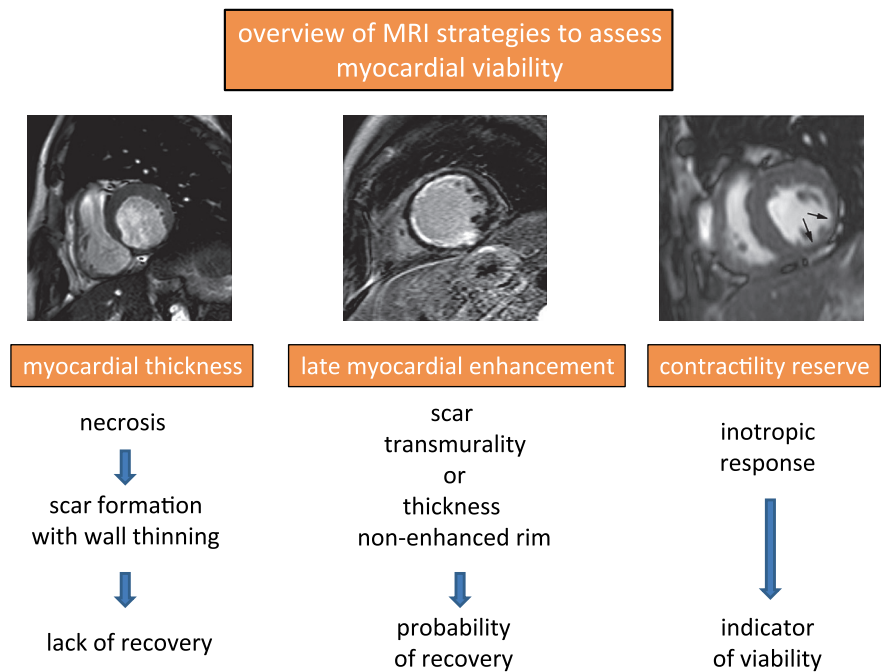 overview of MRI strategies to assess
myocardial viability
myocardial thickness
necrosis
scar formation
with wall thinning
lack of recovery
late myocardial enhancement
scar
transmurality
or
thickness
non-enhanced rim
probability
of recovery
contractility reserve
inotropic
response
indicator
of viability